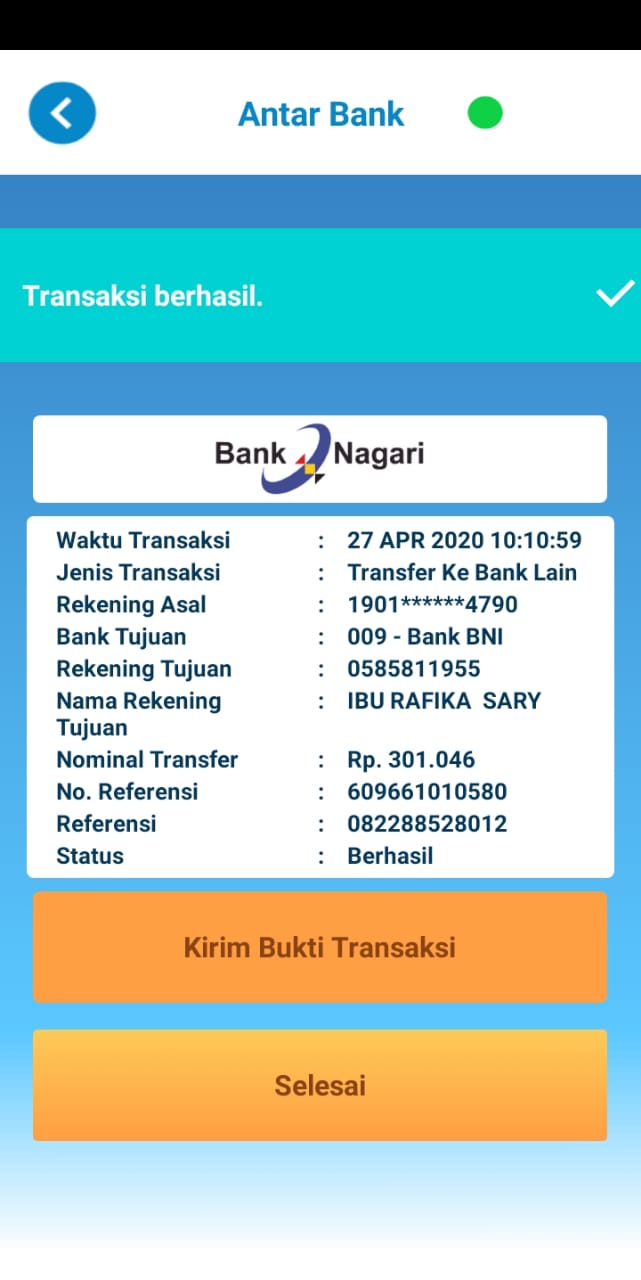 Antar Bank
Transaksi berhasil.
Bank Nagari
Waktu Transaksi : 27 APR 2020 10:10:59
Jenis Transaksi : Transfer Ke Bank Lain
Rekening Asal : 1901******4790
Bank Tujuan : 009 - Bank BNI
Rekening Tujuan : 0585811955
Nama Rekening : IBU RAFIKA  SARY
Tujuan
Nominal Transfer : Rp. 301.046
No. Referensi : 609661010580
Referensi : 082288528012
Status : Berhasil
Kirim Bukti Transaksi
Selesai